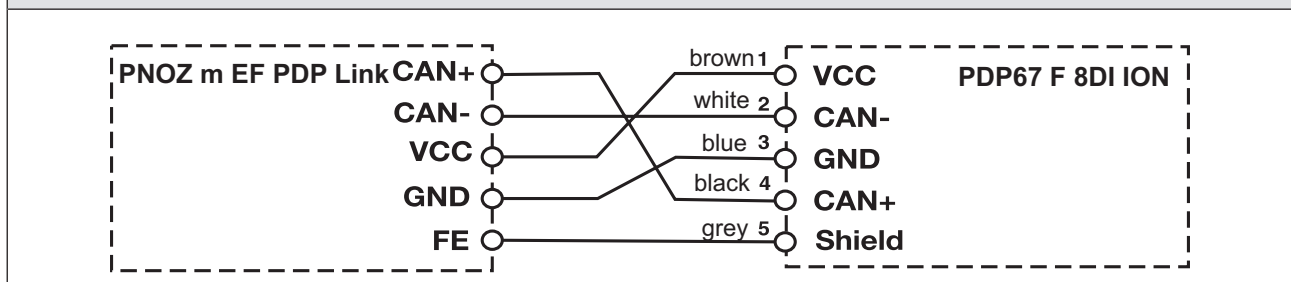 PNOZ m EF PDP Link CAN+ brown 1 VCC PDP67 F 8DI ION
CAN- white 2 CAN-
VCC blue 3 GND
GND black 4 CAN+
FE grey 5 Shield